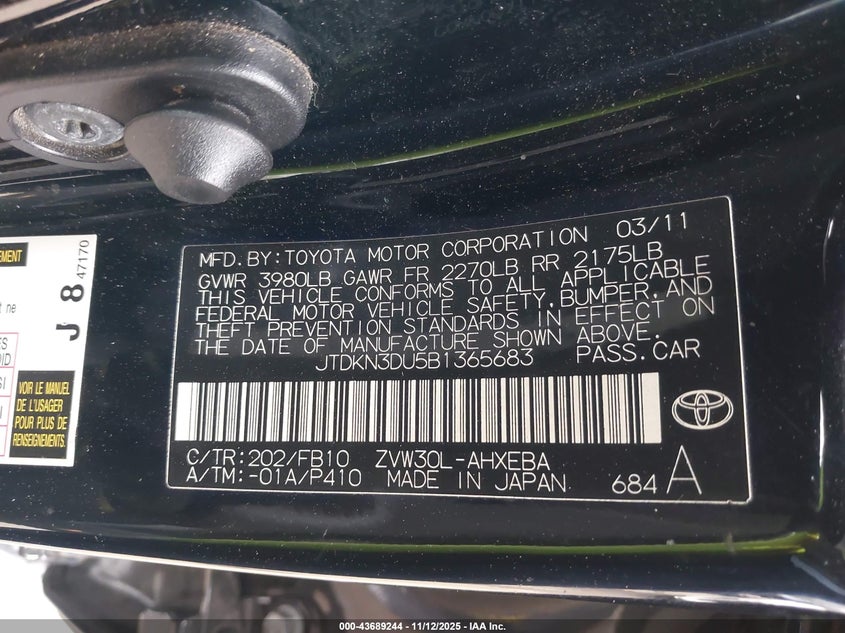 MFD. BY: TOYOTA MOTOR CORPORATION 03/11
GVWR 3980LB GAWR FR 2270LB RR 2175LB
THIS VEHICLE CONFORMS TO ALL APPLICABLE
FEDERAL MOTOR VEHICLE SAFETY, BUMPER, AND
THEFT PREVENTION STANDARDS IN EFFECT ON
THE DATE OF MANUFACTURE SHOWN ABOVE.
JTDKN3DU5B1365683 PASS. CAR
C/TR: 202/FB10 ZVW30L-AHXEBA
A/TM: -01A/P410 MADE IN JAPAN 684 A
J 8 47170
VOIR LE MANUEL
DE L'USAGER
POUR PLUS DE
RENSEIGNEMENTS.
000-43689244 - 11/12/2025 - IAA Inc.